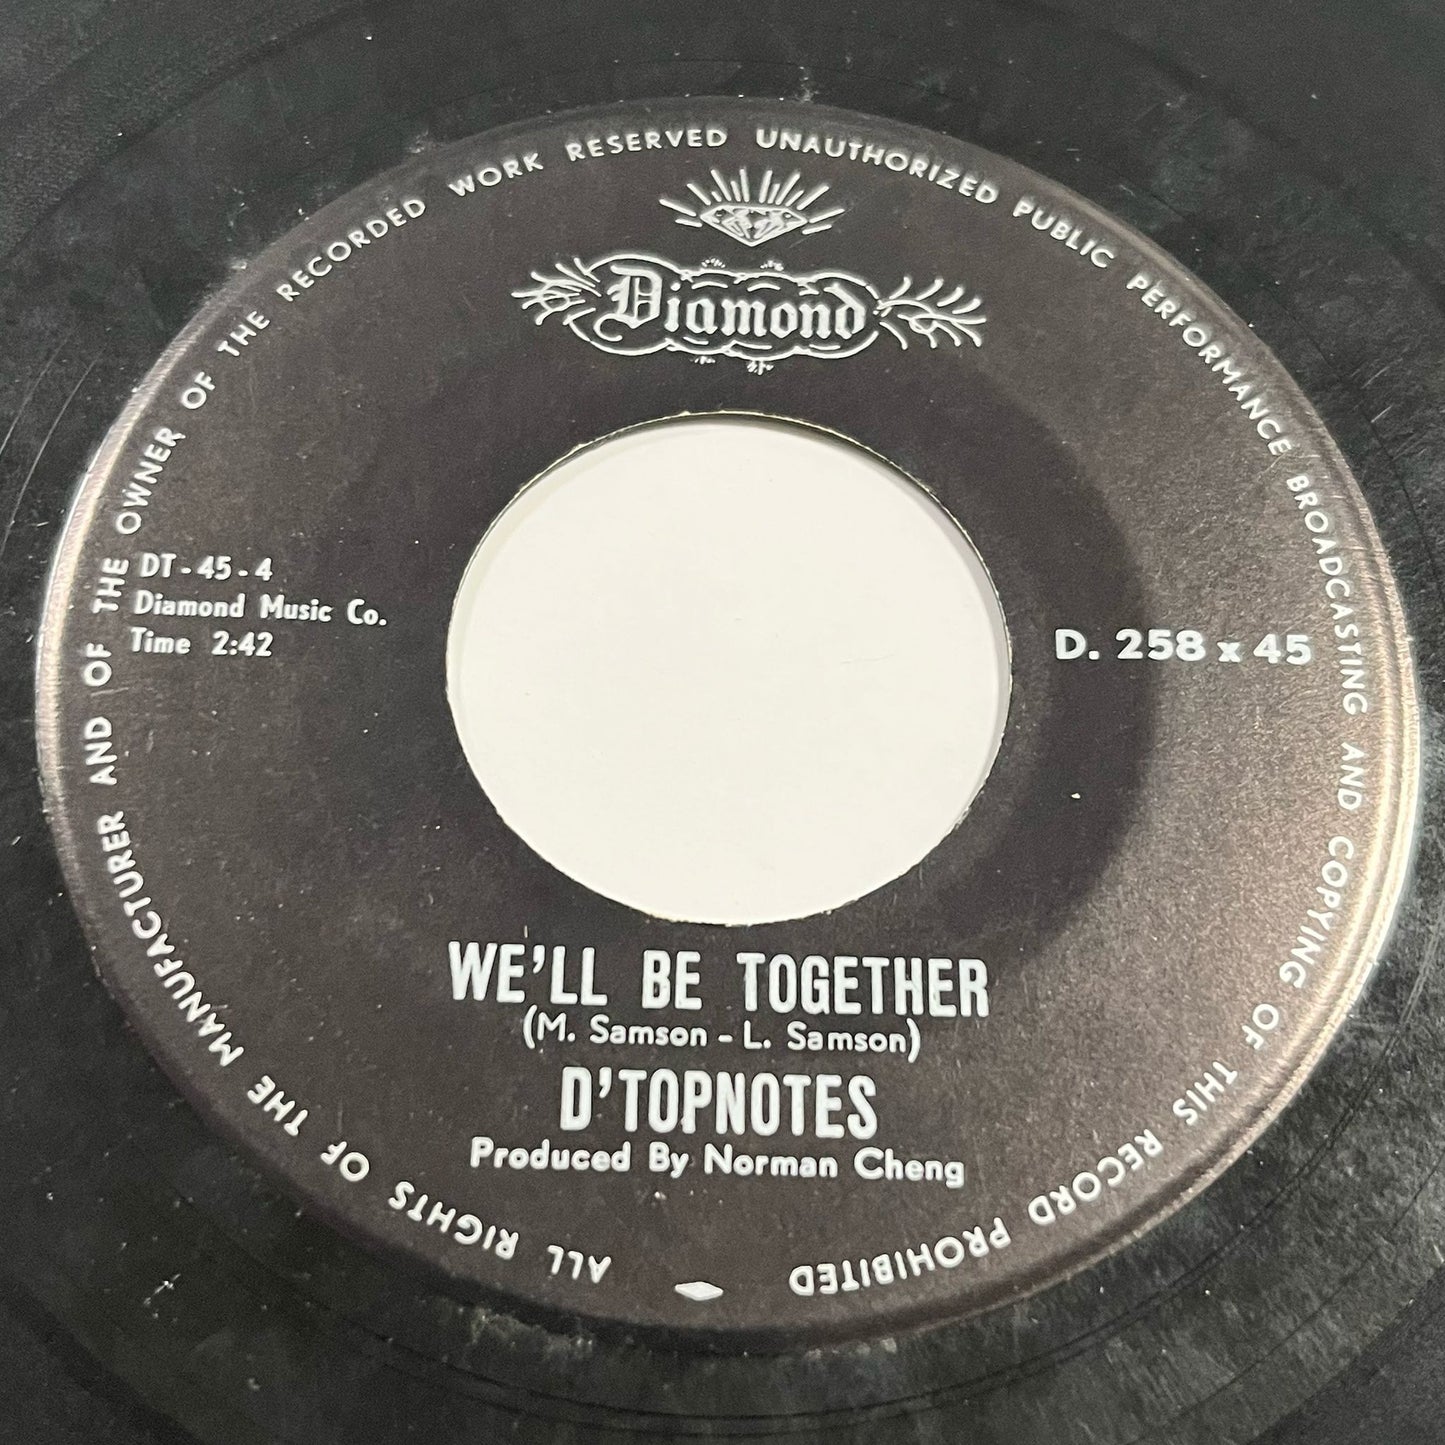 ALL RIGHTS OF THE MANUFACTURER AND OF THE OWNER OF THE RECORDED WORK RESERVED UNAUTHORIZED PUBLIC PERFORMANCE BROADCASTING AND COPYING OF THIS RECORD PROHIBITED
Diamond
DT-45-4
Diamond Music Co.
Time 2:42
D. 258 x 45
WE'LL BE TOGETHER
(M. Samson - L. Samson)
D'TOPNOTES
Produced By Norman Cheng